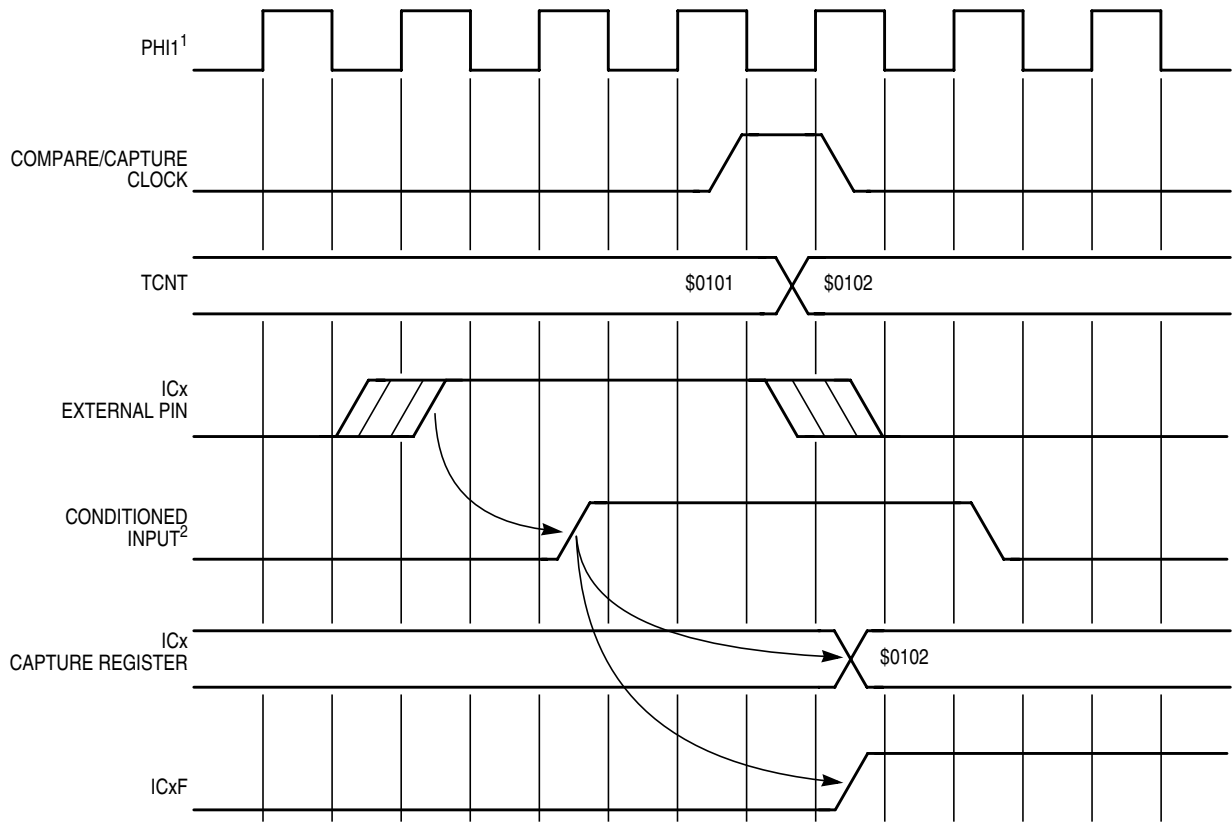 PHI1¹
COMPARE/CAPTURE
CLOCK
TCNT
$0101
$0102
ICx
EXTERNAL PIN
CONDITIONED
INPUT²
ICx
CAPTURE REGISTER
$0102
ICxF